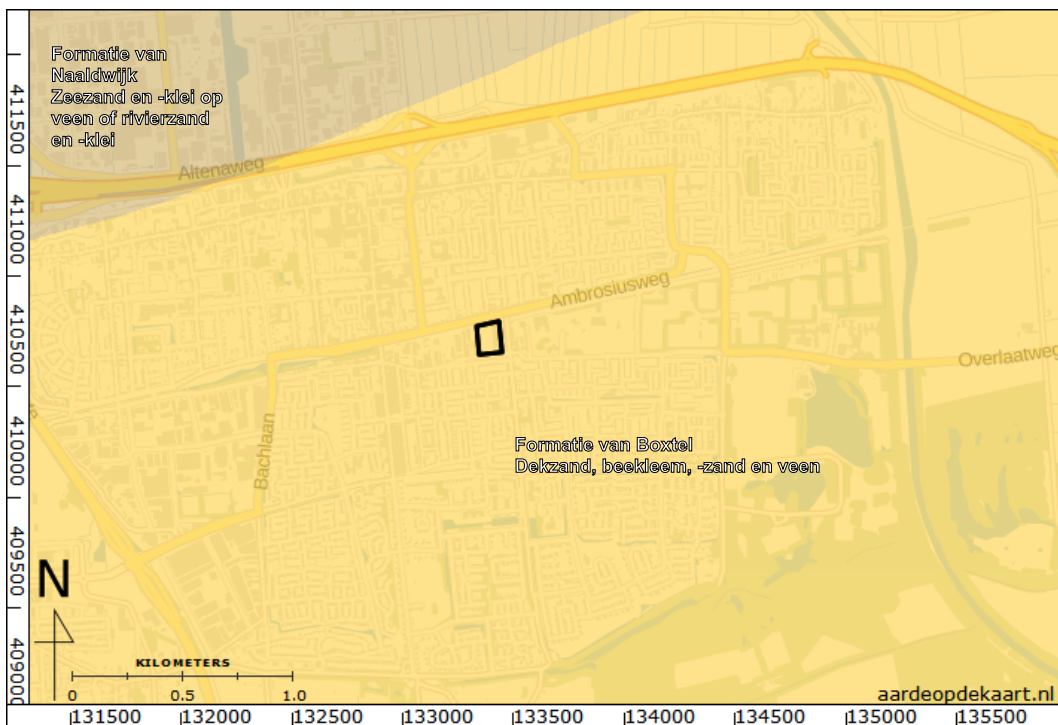 Formatie van
Naaldwijk
Zeezand en -klei op
veen of rivierzand
en -klei
Altenaweg
Ambrosiusweg
Overlaatweg
Bachlaan
Formatie van Boxtel
Dekzand, beekleem, -zand en veen
411500
411000
410500
410000
409500
409000
N
KILOMETERS
0 0.5 1.0
aardeopdekaart.nl
131500 132000 132500 133000 133500 134000 134500 135000 135500